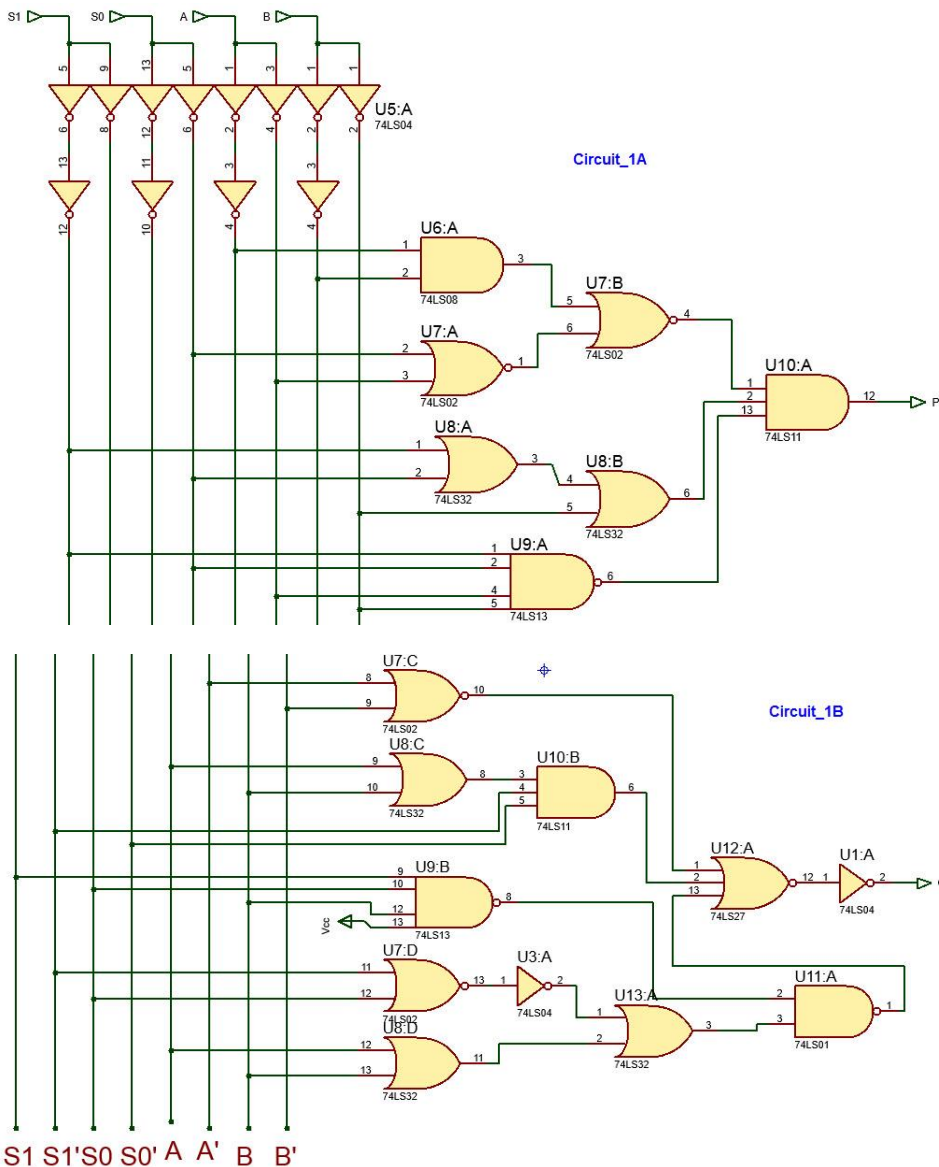 S1 S0 A B
5 9 13 5 1 3 1 1
U5:A
74LS04
6 8 12 6 2 4 2 2
13 11 3 3
12 10 4 4
Circuit_1A
U6:A
1
2
3
74LS08
U7:B
5
6
4
74LS02
U7:A
2
3
1
74LS02
U10:A
1
2
13
12
P
74LS11
U8:A
1
2
3
74LS32
U8:B
4
5
6
74LS32
U9:A
1
2
4
5
6
74LS13
Circuit_1B
U7:C
8
9
10
74LS02
U8:C
9
10
8
74LS32
U10:B
3
4
5
6
74LS11
U9:B
9
10
12
13
8
Vcc
74LS13
U12:A
1
2
13
12
74LS27
U1:A
1
2
74LS04
U7:D
11
12
13
74LS02
U3:A
1
2
74LS04
U8:D
12
13
11
74LS32
U13:A
1
2
3
74LS32
U11:A
2
3
1
74LS01
S1 S1' S0 S0' A A' B B'